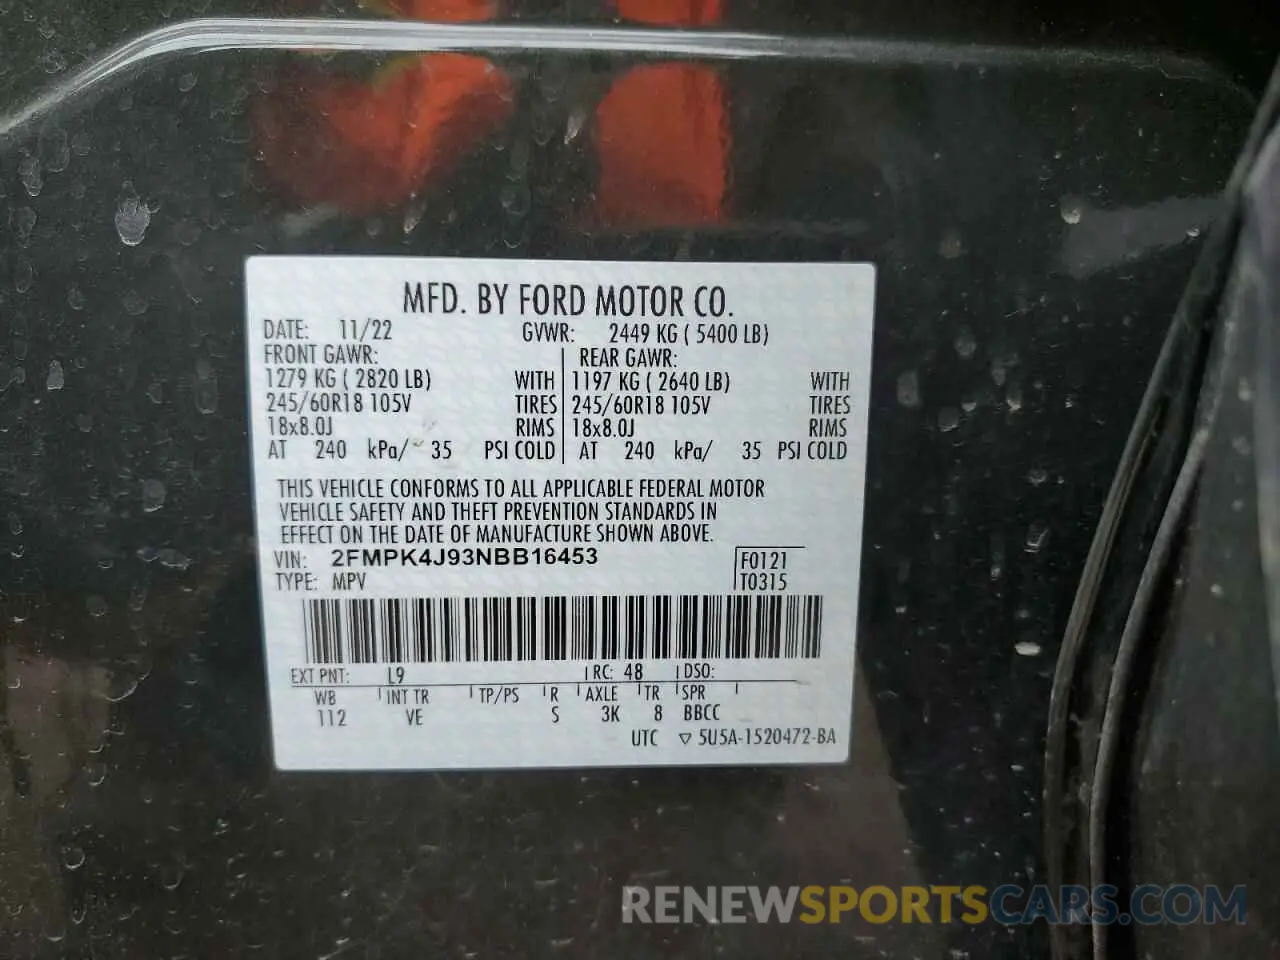 MFD. BY FORD MOTOR CO.
DATE: 11/22 GVWR: 2449 KG ( 5400 LB)
FRONT GAWR: REAR GAWR:
1279 KG ( 2820 LB) WITH 1197 KG ( 2640 LB) WITH
245/60R18 105V TIRES 245/60R18 105V TIRES
18x8.0J RIMS 18x8.0J RIMS
AT 240 kPa/ 35 PSI COLD AT 240 kPa/ 35 PSI COLD
THIS VEHICLE CONFORMS TO ALL APPLICABLE FEDERAL MOTOR
VEHICLE SAFETY AND THEFT PREVENTION STANDARDS IN
EFFECT ON THE DATE OF MANUFACTURE SHOWN ABOVE.
VIN: 2FMPK4J93NBB16453 F0121
TYPE: MPV T0315
EXT PNT: L9 RC: 48 DSO:
WB INT TR TP/PS R AXLE TR SPR
112 VE S 3K 8 BBCC
UTC ▽ 5U5A-1520472-BA
RENEWSPORTSCARS.COM